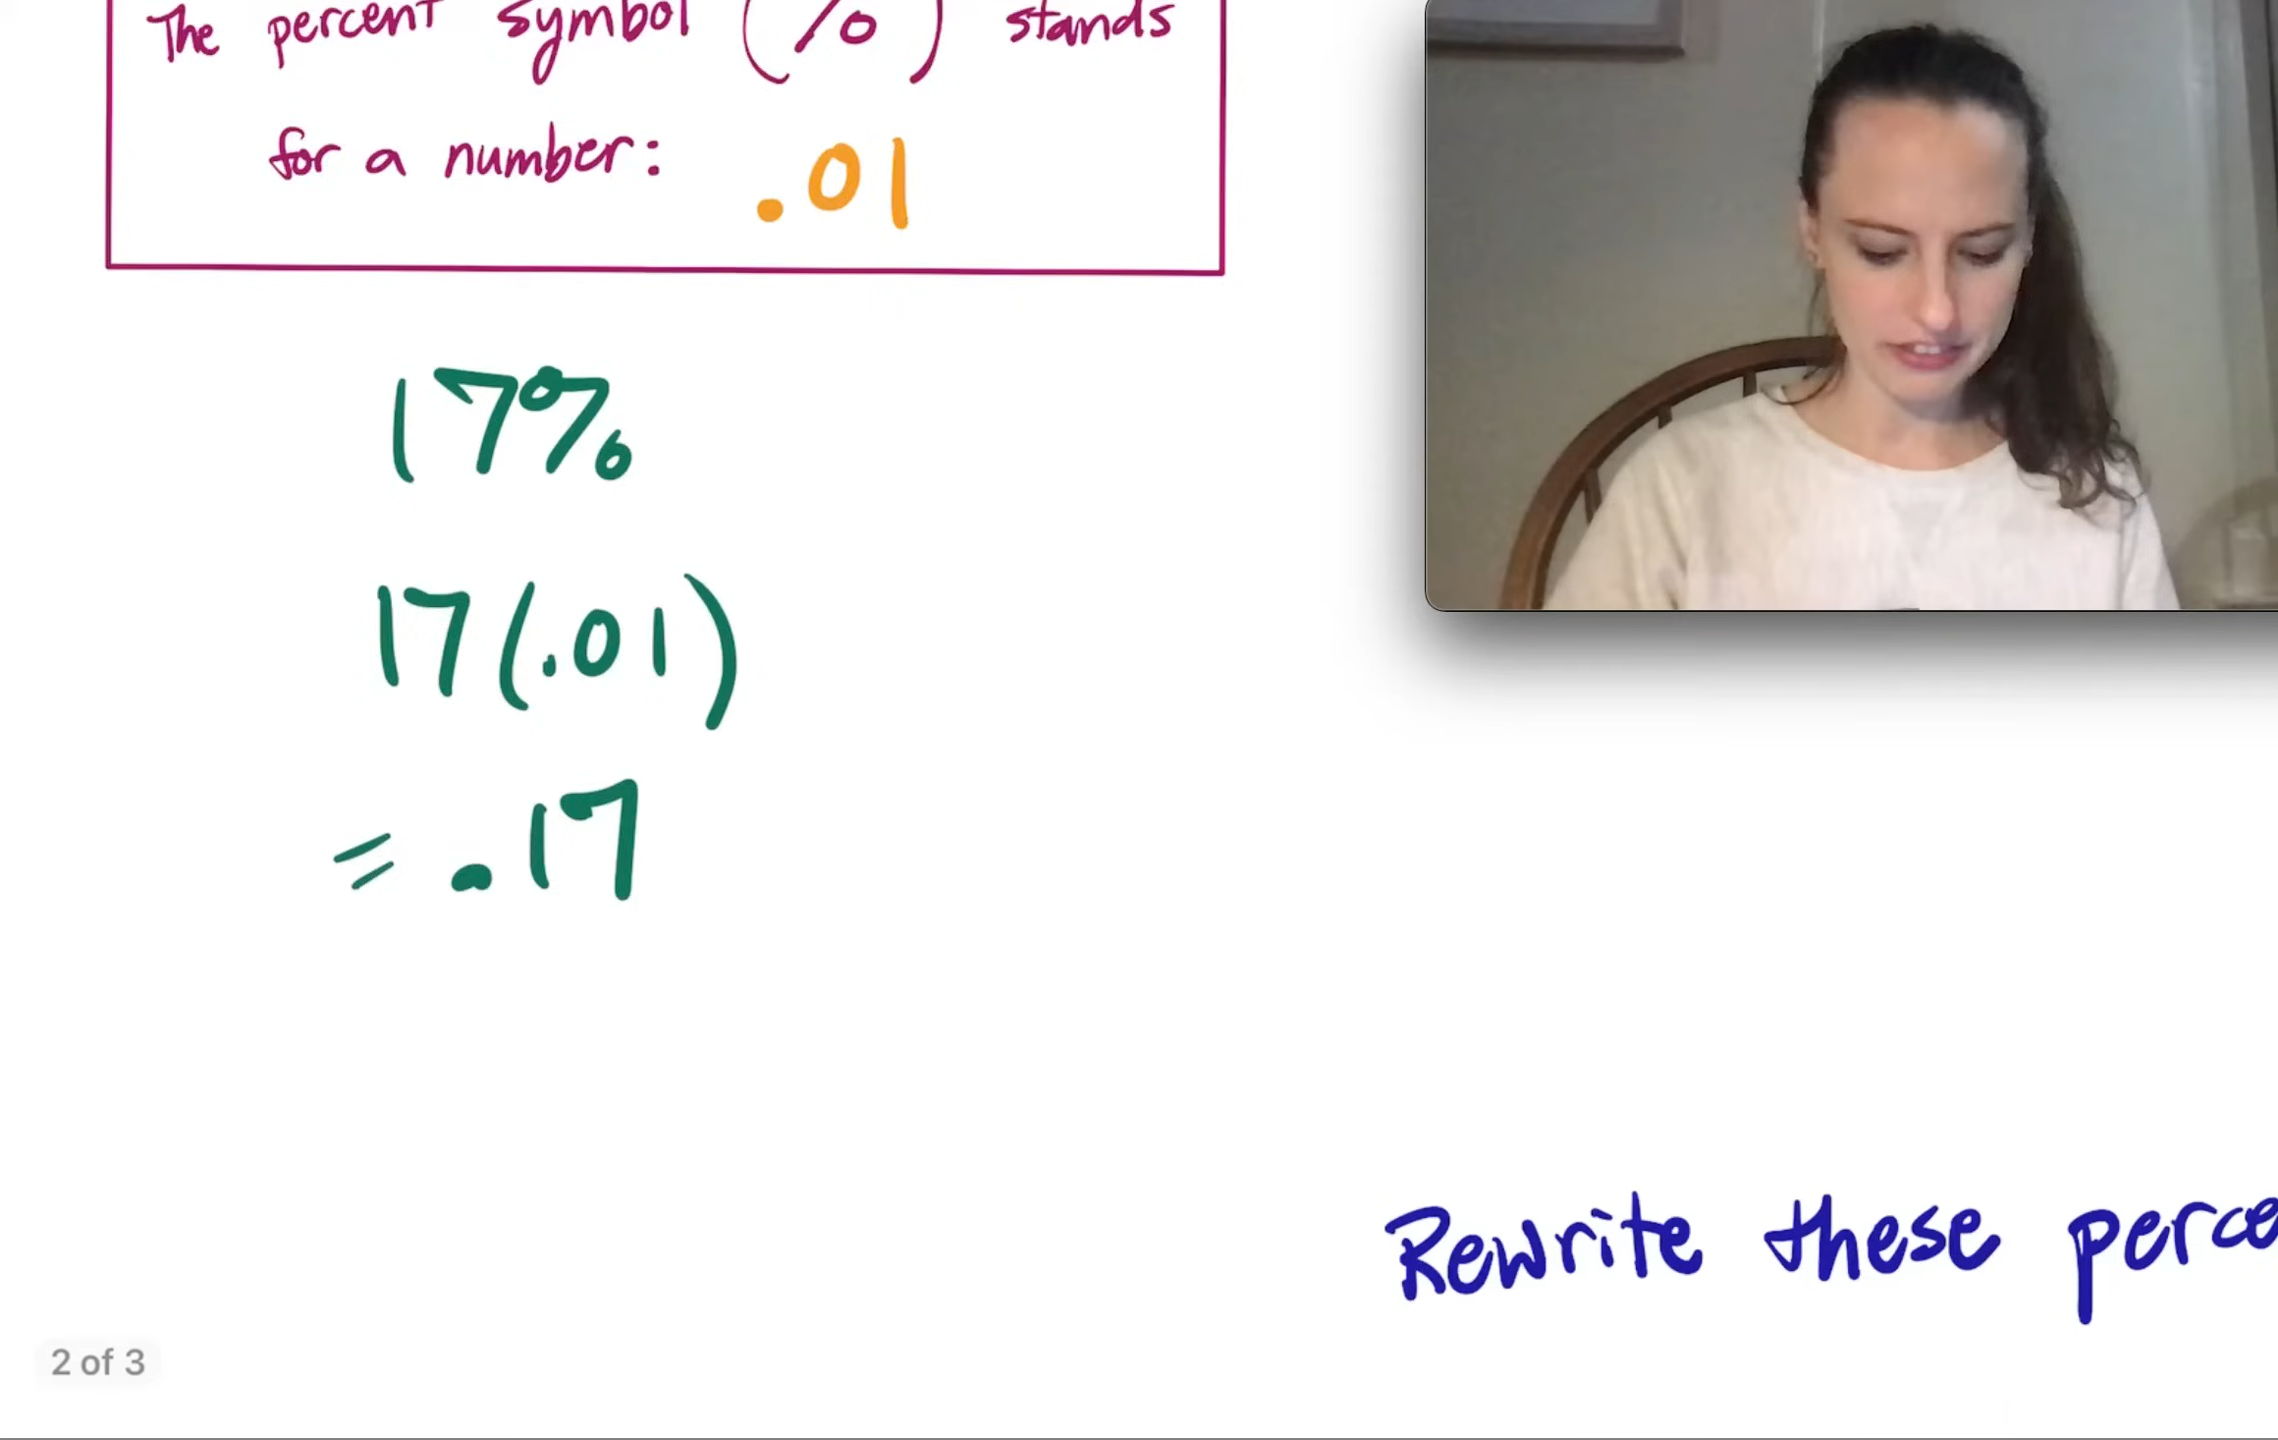 The percent symbol (%) stands
for a number: .01
17%
17(.01)
= .17
Rewrite these perce
2 of 3